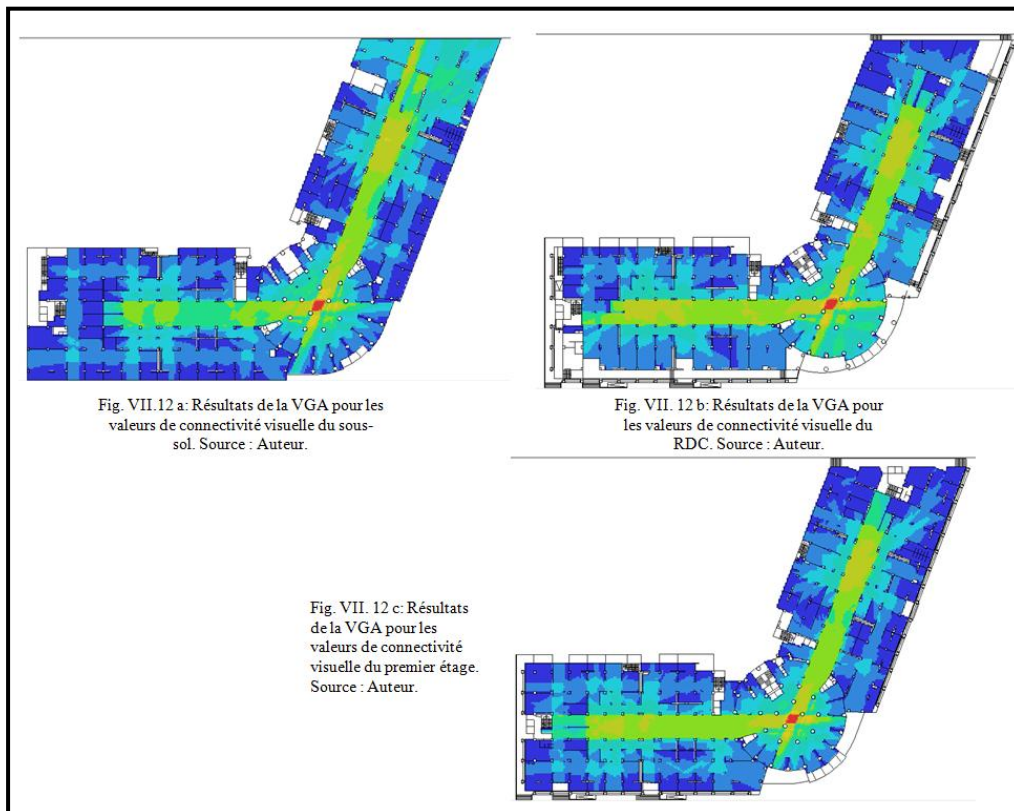 Fig. VII.12 a: Résultats de la VGA pour les
valeurs de connectivité visuelle du sous-
sol. Source : Auteur.
Fig. VII. 12 b: Résultats de la VGA pour
les valeurs de connectivité visuelle du
RDC. Source : Auteur.
Fig. VII. 12 c: Résultats
de la VGA pour les
valeurs de connectivité
visuelle du premier étage.
Source : Auteur.